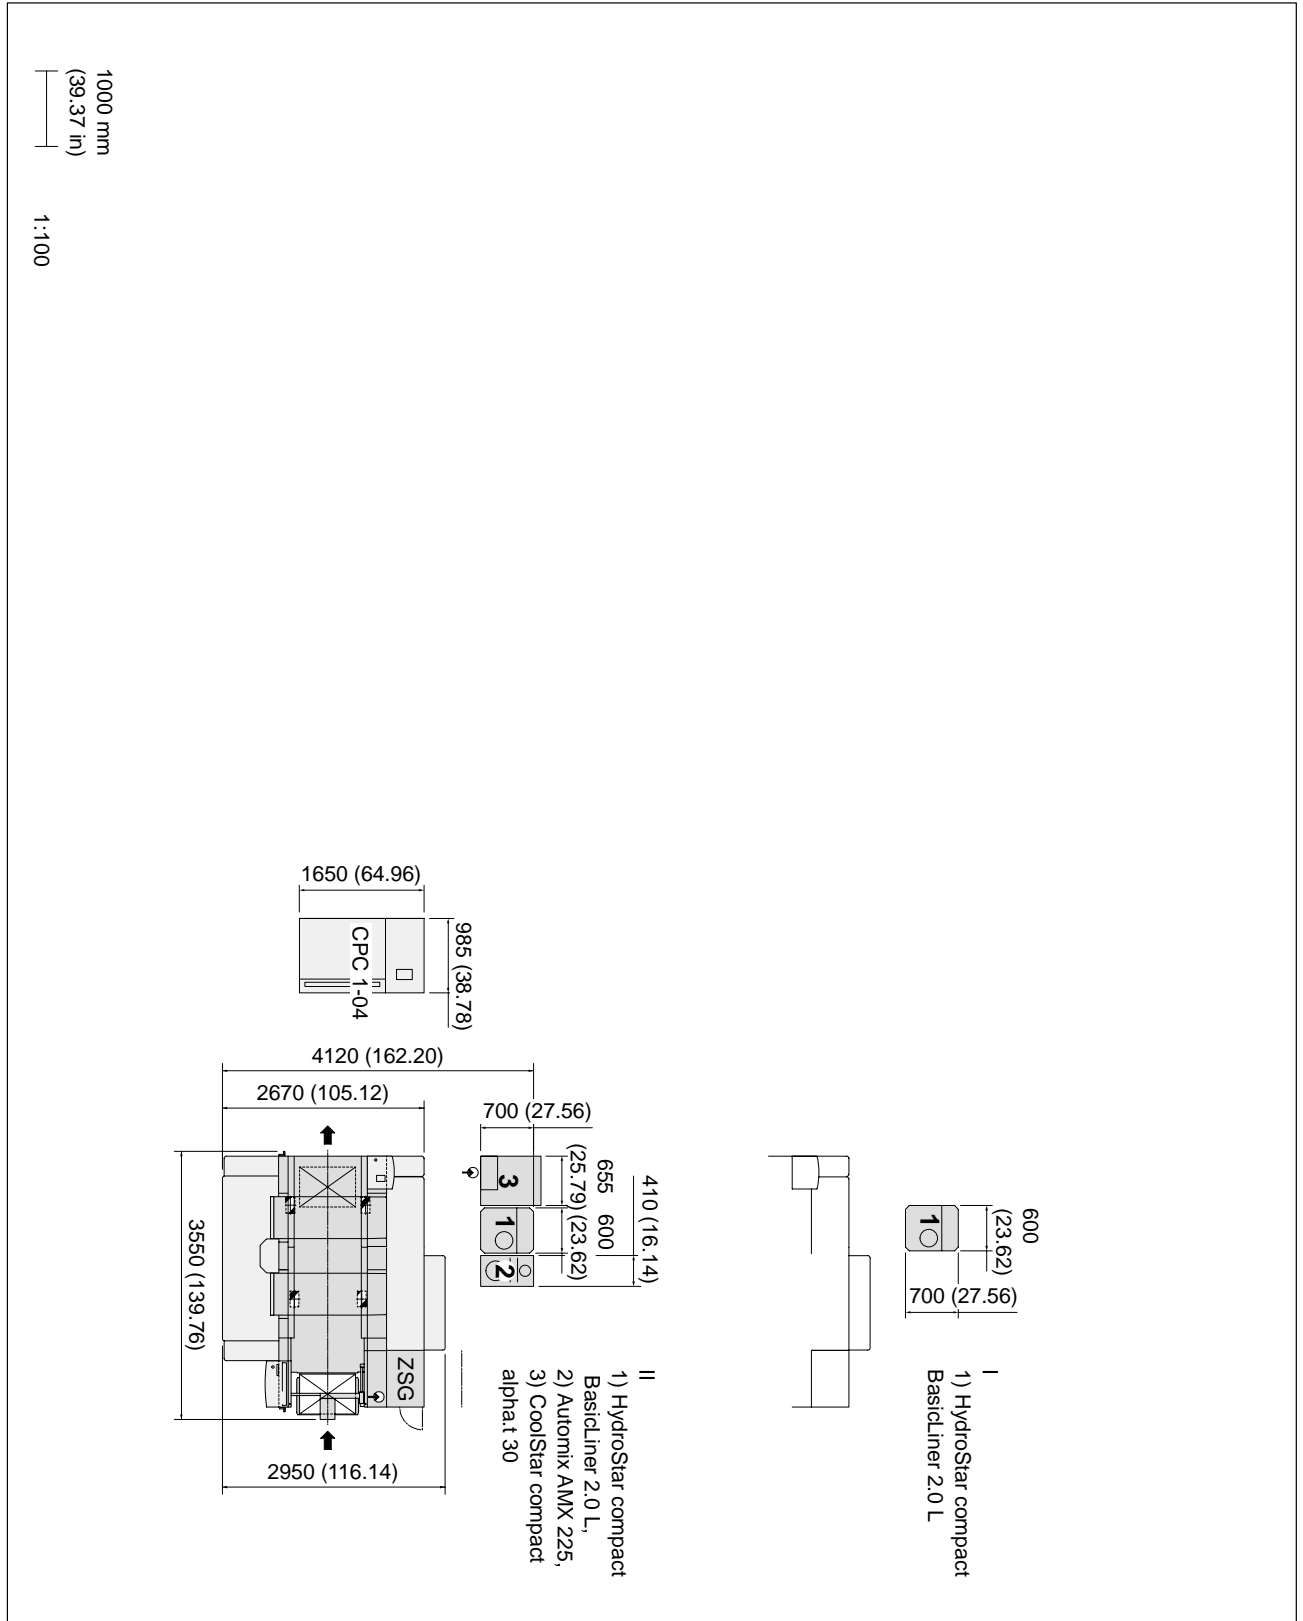 1000 mm
(39.37 in)
1:100
600
(23.62)
1
700 (27.56)
I
1) HydroStar compact
BasicLiner 2.0 L
1650 (64.96)
985 (38.78)
CPC 1-04
4120 (162.20)
2670 (105.12)
700 (27.56)
410 (16.14)
655
600
(25.79)
(23.62)
3
1
2
3550 (139.76)
ZSG
2950 (116.14)
II
1) HydroStar compact
BasicLiner 2.0 L,
2) Automix AMX 225,
3) CoolStar compact
alpha.t 30